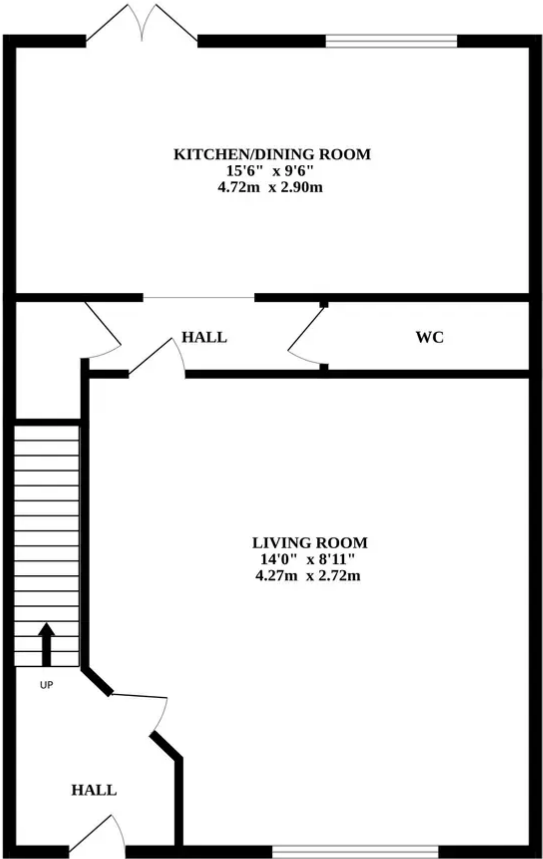 KITCHEN/DINING ROOM
15'6" x 9'6"
4.72m x 2.90m
HALL
WC
LIVING ROOM
14'0" x 8'11"
4.27m x 2.72m
UP
HALL